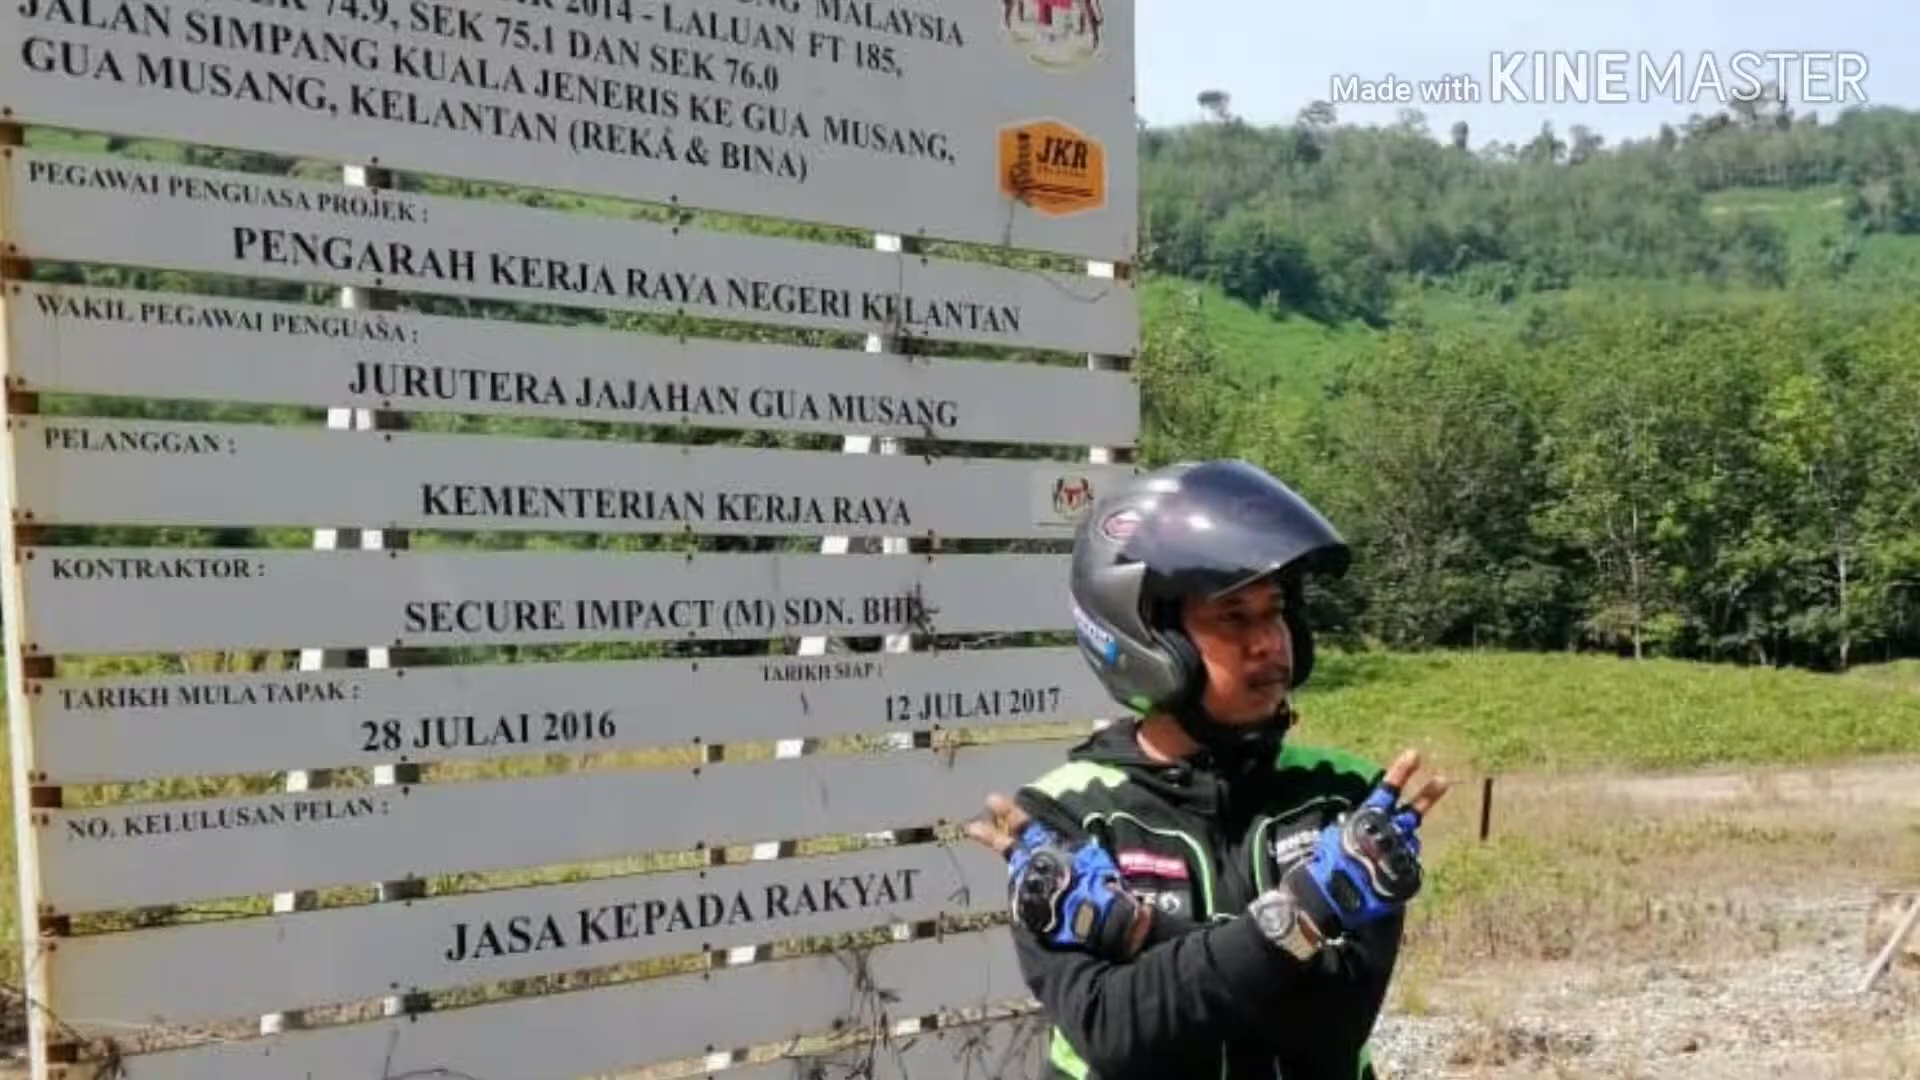 MALAYSIA
74.9, SEK 75.1 DAN SEK 76.0
2014 - LALUAN FT 185,
JALAN SIMPANG KUALA JENERIS KE GUA MUSANG,
GUA MUSANG, KELANTAN (REKA & BINA)
JKR
PEGAWAI PENGUASA PROJEK :
PENGARAH KERJA RAYA NEGERI KELANTAN
WAKIL PEGAWAI PENGUASA :
JURUTERA JAJAHAN GUA MUSANG
PELANGGAN :
KEMENTERIAN KERJA RAYA
KONTRAKTOR :
SECURE IMPACT (M) SDN. BHD.
TARIKH MULA TAPAK :
28 JULAI 2016
TARIKH SIAP :
12 JULAI 2017
NO. KELULUSAN PELAN :
JASA KEPADA RAKYAT
Made with KINEMASTER